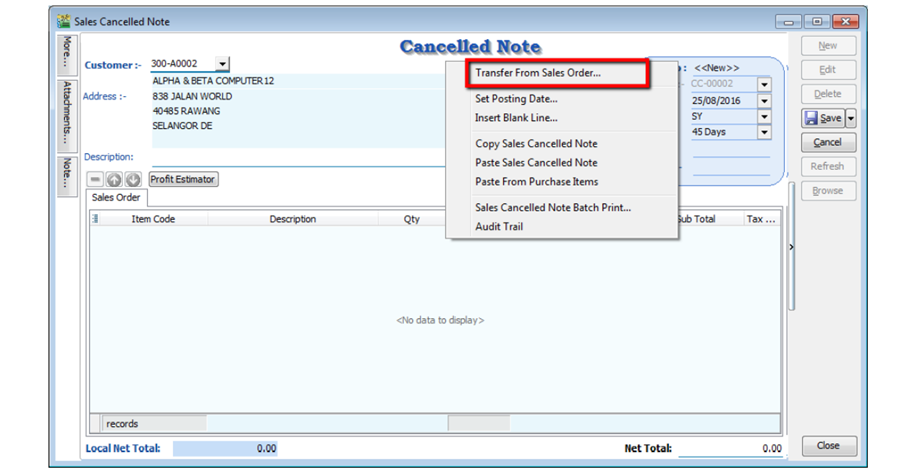 Sales Cancelled Note
More...
Attachments...
Note...
Cancelled Note
Customer :- 300-A0002
ALPHA & BETA COMPUTER12
Address :- 838 JALAN WORLD
40485 RAWANG
SELANGOR DE
Description:
Profit Estimator
: <<New>>
CC-00002
25/08/2016
SY
45 Days
Transfer From Sales Order...
Set Posting Date...
Insert Blank Line...
Copy Sales Cancelled Note
Paste Sales Cancelled Note
Paste From Purchase Items
Sales Cancelled Note Batch Print...
Audit Trail
Sales Order
Item Code Description Qty Sub Total Tax ...
<No data to display>
records
Local Net Total: 0.00 Net Total: 0.00
New
Edit
Delete
Save
Cancel
Refresh
Browse
Close